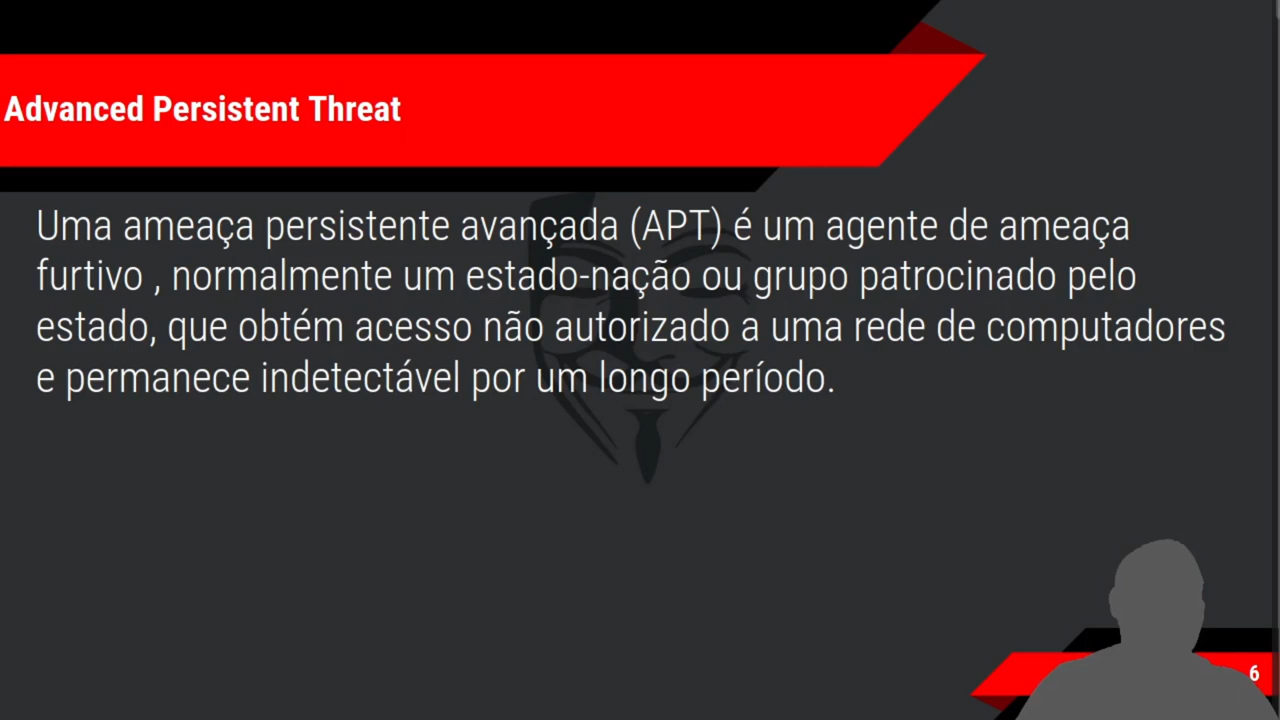 Advanced Persistent Threat
Uma ameaça persistente avançada (APT) é um agente de ameaça
furtivo , normalmente um estado-nação ou grupo patrocinado pelo
estado, que obtém acesso não autorizado a uma rede de computadores
e permanece indetectável por um longo período.
6